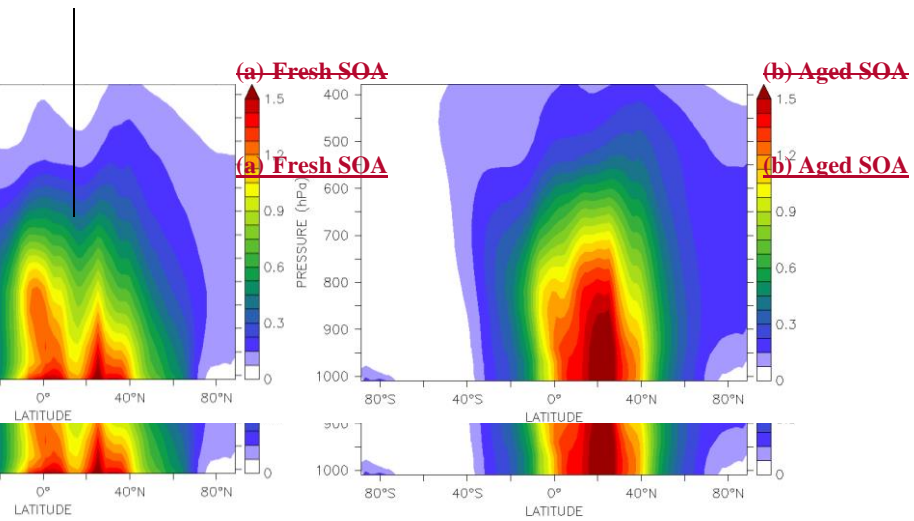 (a) Fresh SOA
(b) Aged SOA
1.5
1.2
0.9
0.6
0.3
0
0° 40°N 80°N
LATITUDE
400
500
600
700
800
900
1000
PRESSURE (hPa)
80°S 40°S 0° 40°N 80°N
LATITUDE
1.5
1.2
0.9
0.6
0.3
0
(a) Fresh SOA
(b) Aged SOA
0
0° 40°N 80°N
LATITUDE
900
1000
80°S 40°S 0° 40°N 80°N
LATITUDE
0